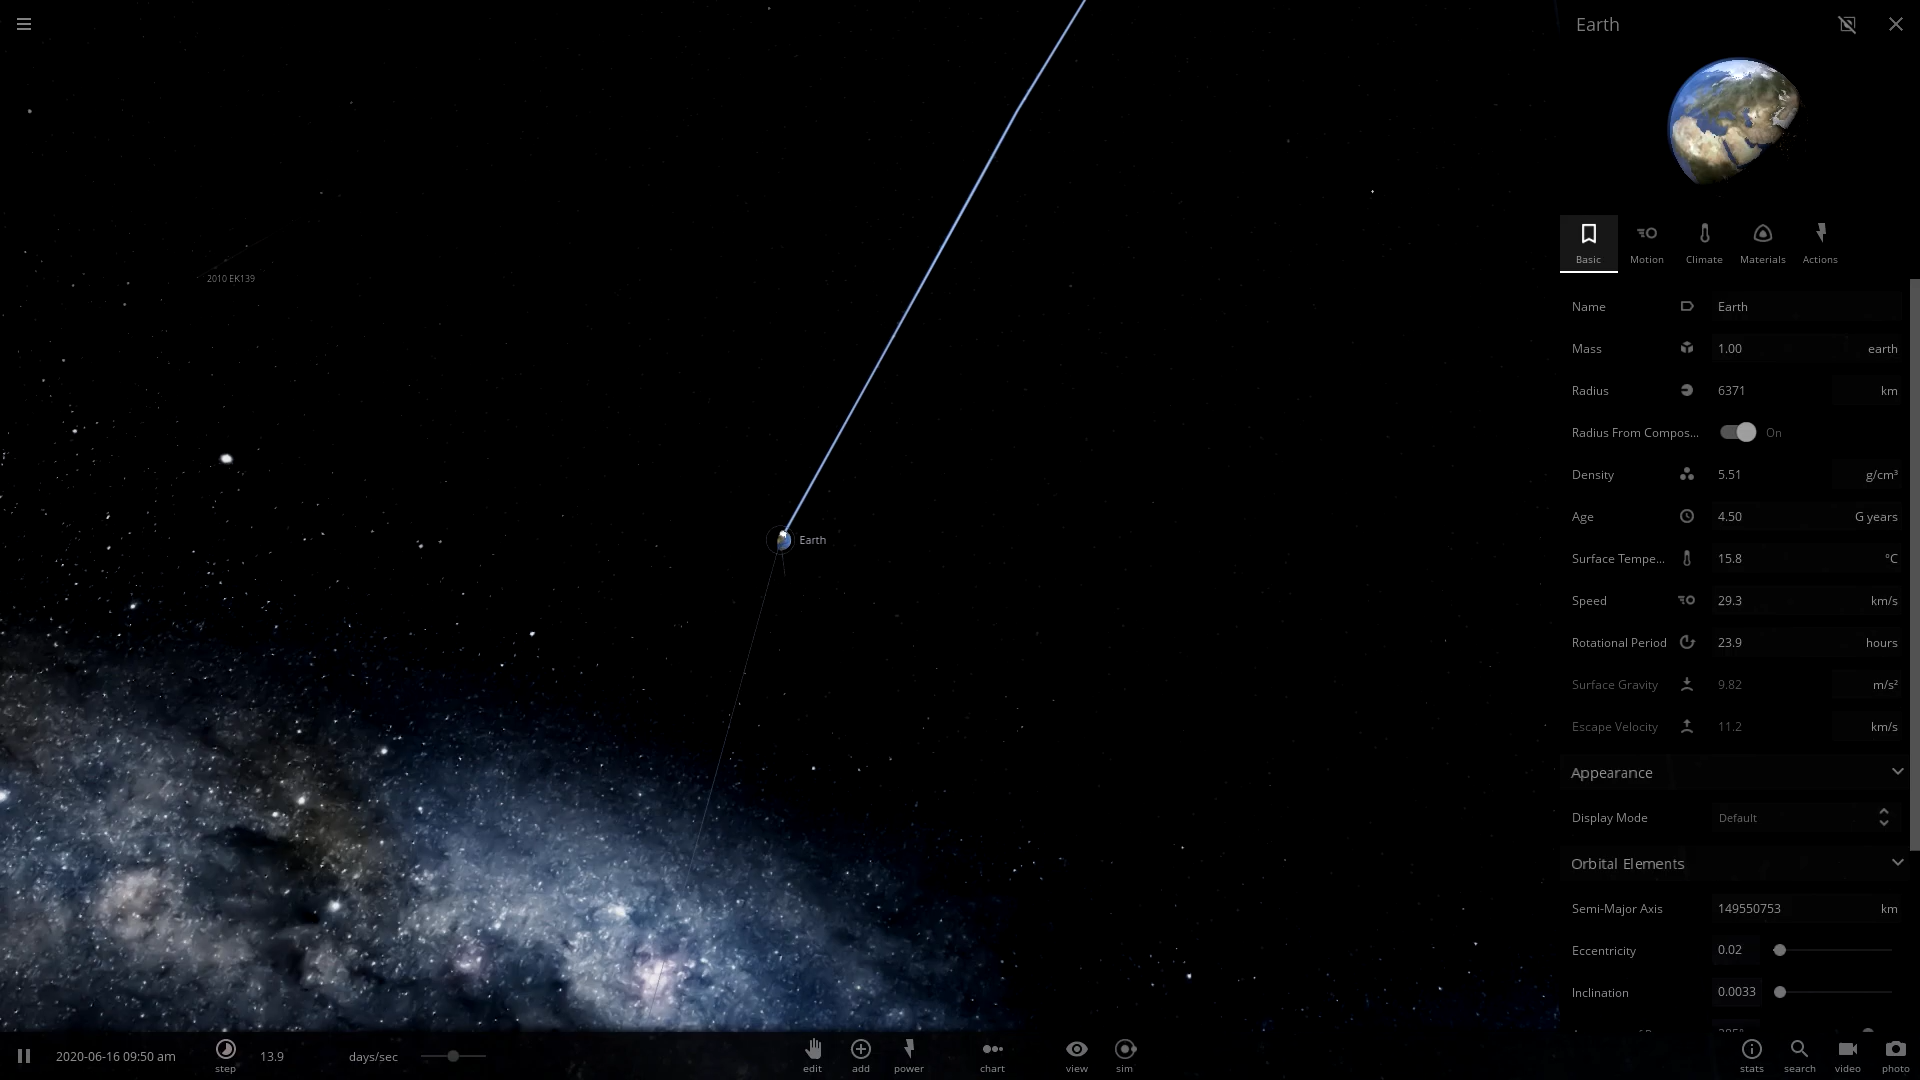 Earth
2010 EK139
Earth
Basic
Motion
Climate
Materials
Actions
Name Earth
Mass 1.00 earth
Radius 6371 km
Radius From Compos... On
Density 5.51 g/cm³
Age 4.50 G years
Surface Tempe... 15.8 °C
Speed 29.3 km/s
Rotational Period 23.9 hours
Surface Gravity 9.82 m/s²
Escape Velocity 11.2 km/s
Appearance
Display Mode Default
Orbital Elements
Semi-Major Axis 149550753 km
Eccentricity 0.02
Inclination 0.0033
2020-06-16 09:50 am
step
13.9 days/sec
edit
add
power
chart
view
sim
stats
search
video
photo